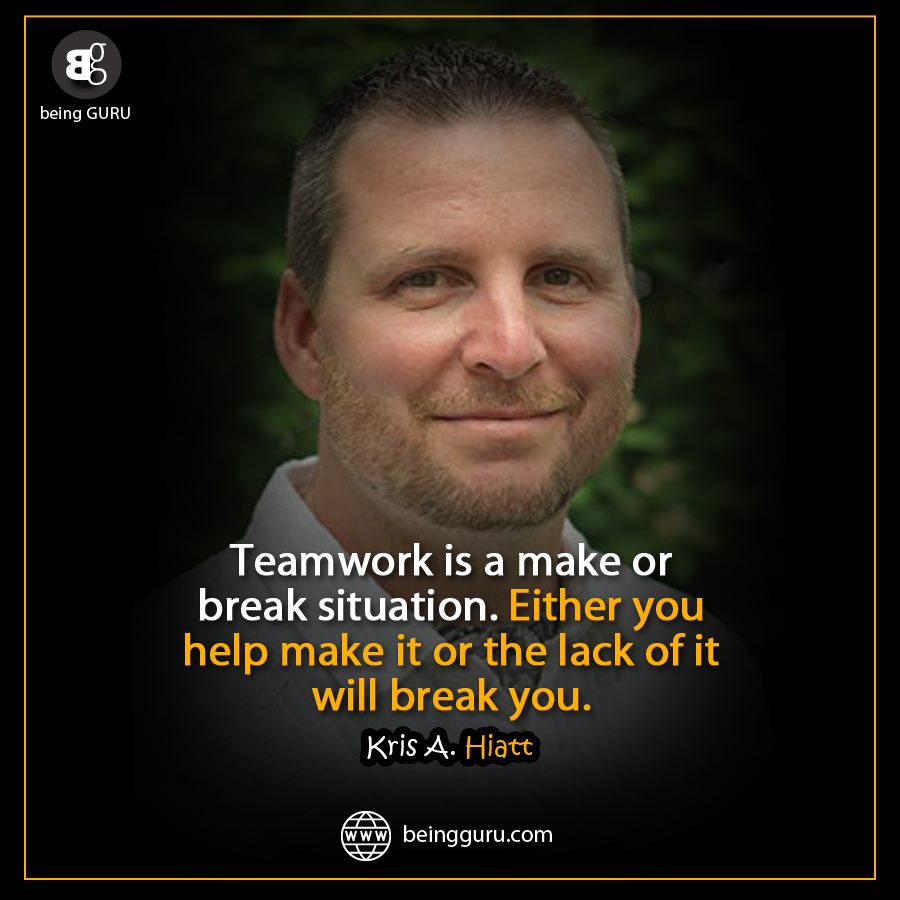 Bg
being GURU
Teamwork is a make or
break situation. Either you
help make it or the lack of it
will break you.
Kris A. Hiatt
www
beingguru.com